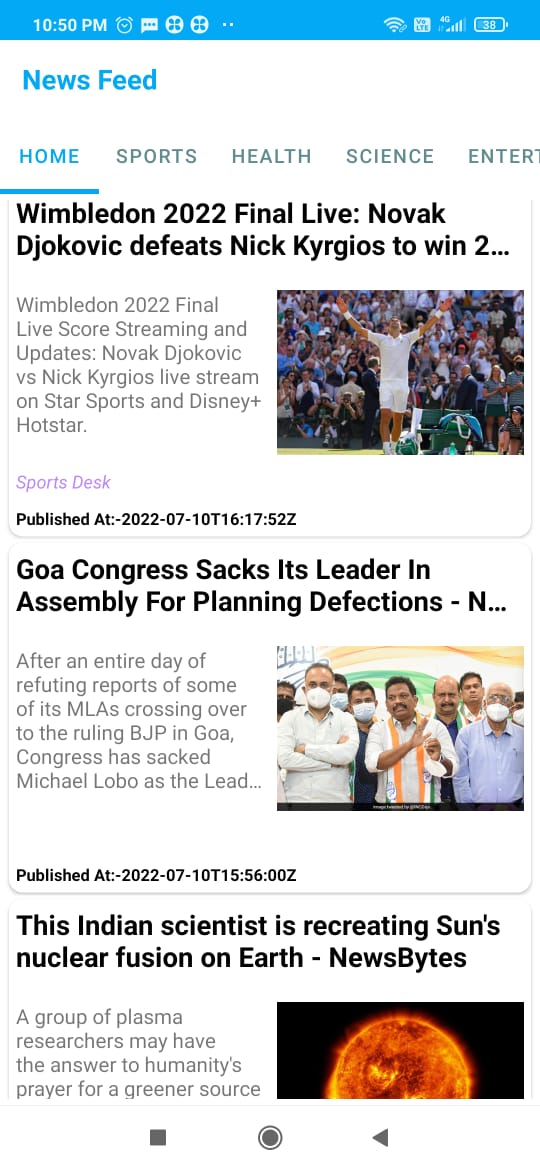 10:50 PM
Vo LTE 4G 38
News Feed
HOME SPORTS HEALTH SCIENCE ENTERT
Wimbledon 2022 Final Live: Novak
Djokovic defeats Nick Kyrgios to win 2...
Wimbledon 2022 Final
Live Score Streaming and
Updates: Novak Djokovic
vs Nick Kyrgios live stream
on Star Sports and Disney+
Hotstar.
Sports Desk
Published At:-2022-07-10T16:17:52Z
Goa Congress Sacks Its Leader In
Assembly For Planning Defections - N...
After an entire day of
refuting reports of some
of its MLAs crossing over
to the ruling BJP in Goa,
Congress has sacked
Michael Lobo as the Lead...
Image tweeted by
Published At:-2022-07-10T15:56:00Z
This Indian scientist is recreating Sun's
nuclear fusion on Earth - NewsBytes
A group of plasma
researchers may have
the answer to humanity's
prayer for a greener source